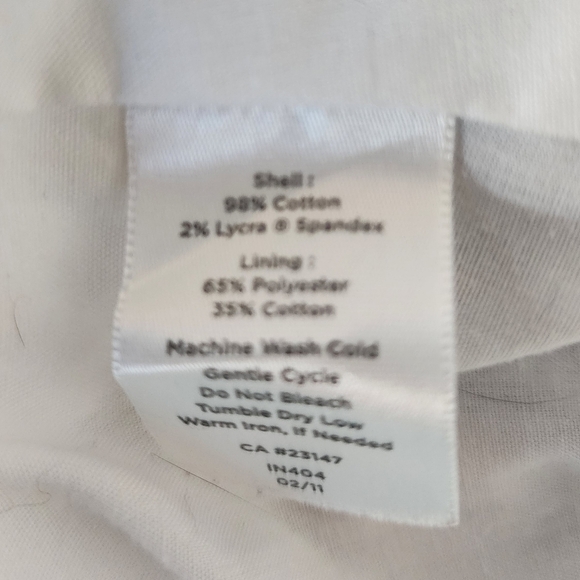 Shell :
98% Cotton
2% Lycra ® Spandex
Lining :
65% Polyester
35% Cotton
Machine Wash Cold
Gentle Cycle
Do Not Bleach
Tumble Dry Low
Warm Iron, If Needed
CA #23147
IN404
02/11